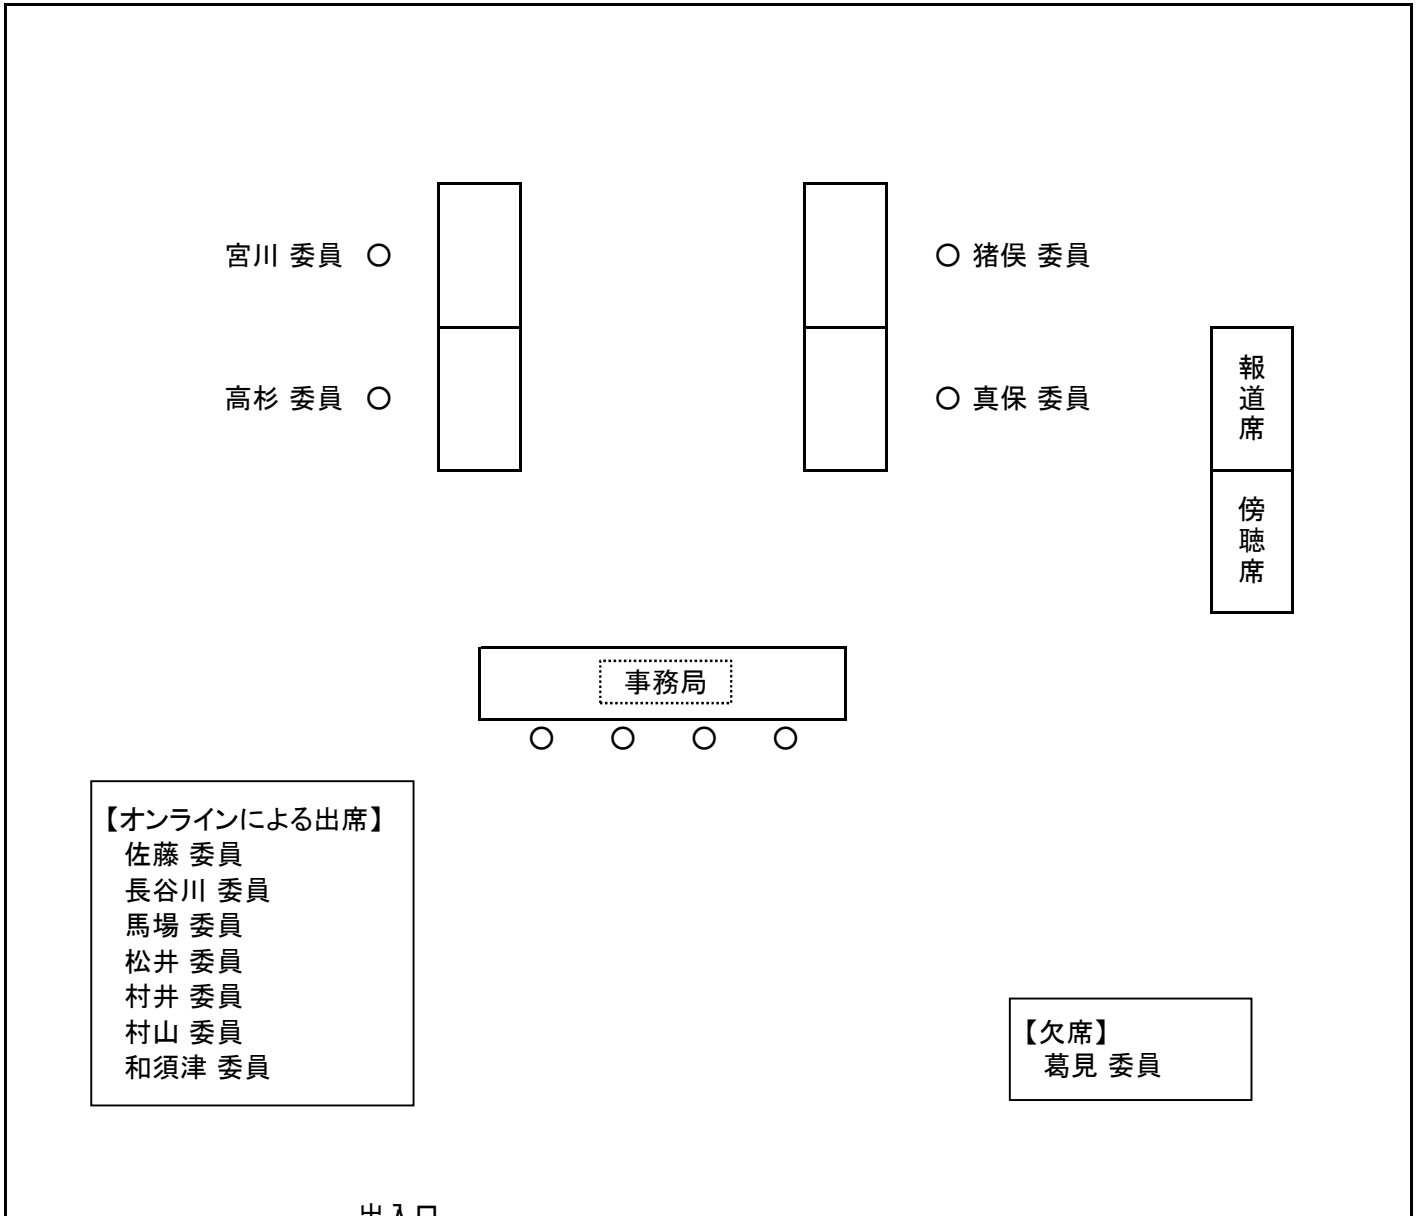 宮川 委員 ○
○ 猪俣 委員
高杉 委員 ○
○ 真保 委員
報道席
傍聴席
事務局
○ ○ ○ ○
【オンラインによる出席】
佐藤 委員
長谷川 委員
馬場 委員
松井 委員
村井 委員
村山 委員
和須津 委員
【欠席】
葛見 委員
出入口